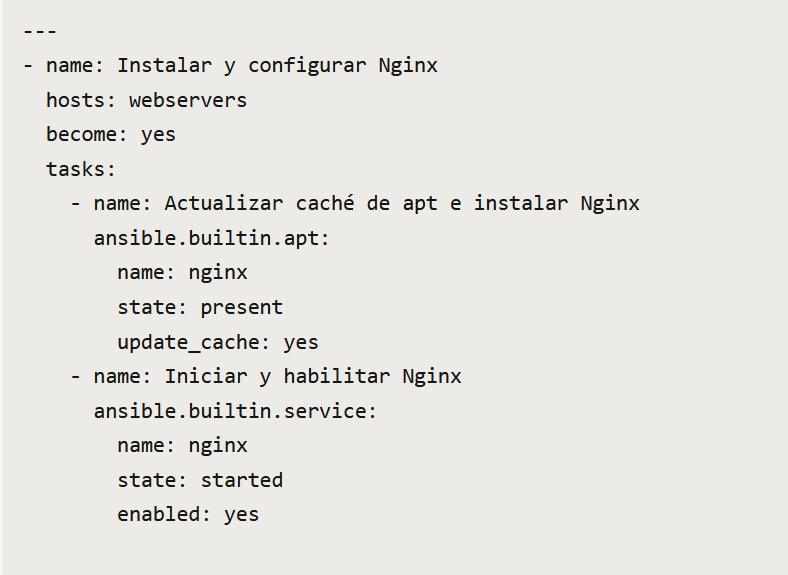 ---
- name: Instalar y configurar Nginx
  hosts: webservers
  become: yes
  tasks:
    - name: Actualizar caché de apt e instalar Nginx
      ansible.builtin.apt:
        name: nginx
        state: present
        update_cache: yes
    - name: Iniciar y habilitar Nginx
      ansible.builtin.service:
        name: nginx
        state: started
        enabled: yes